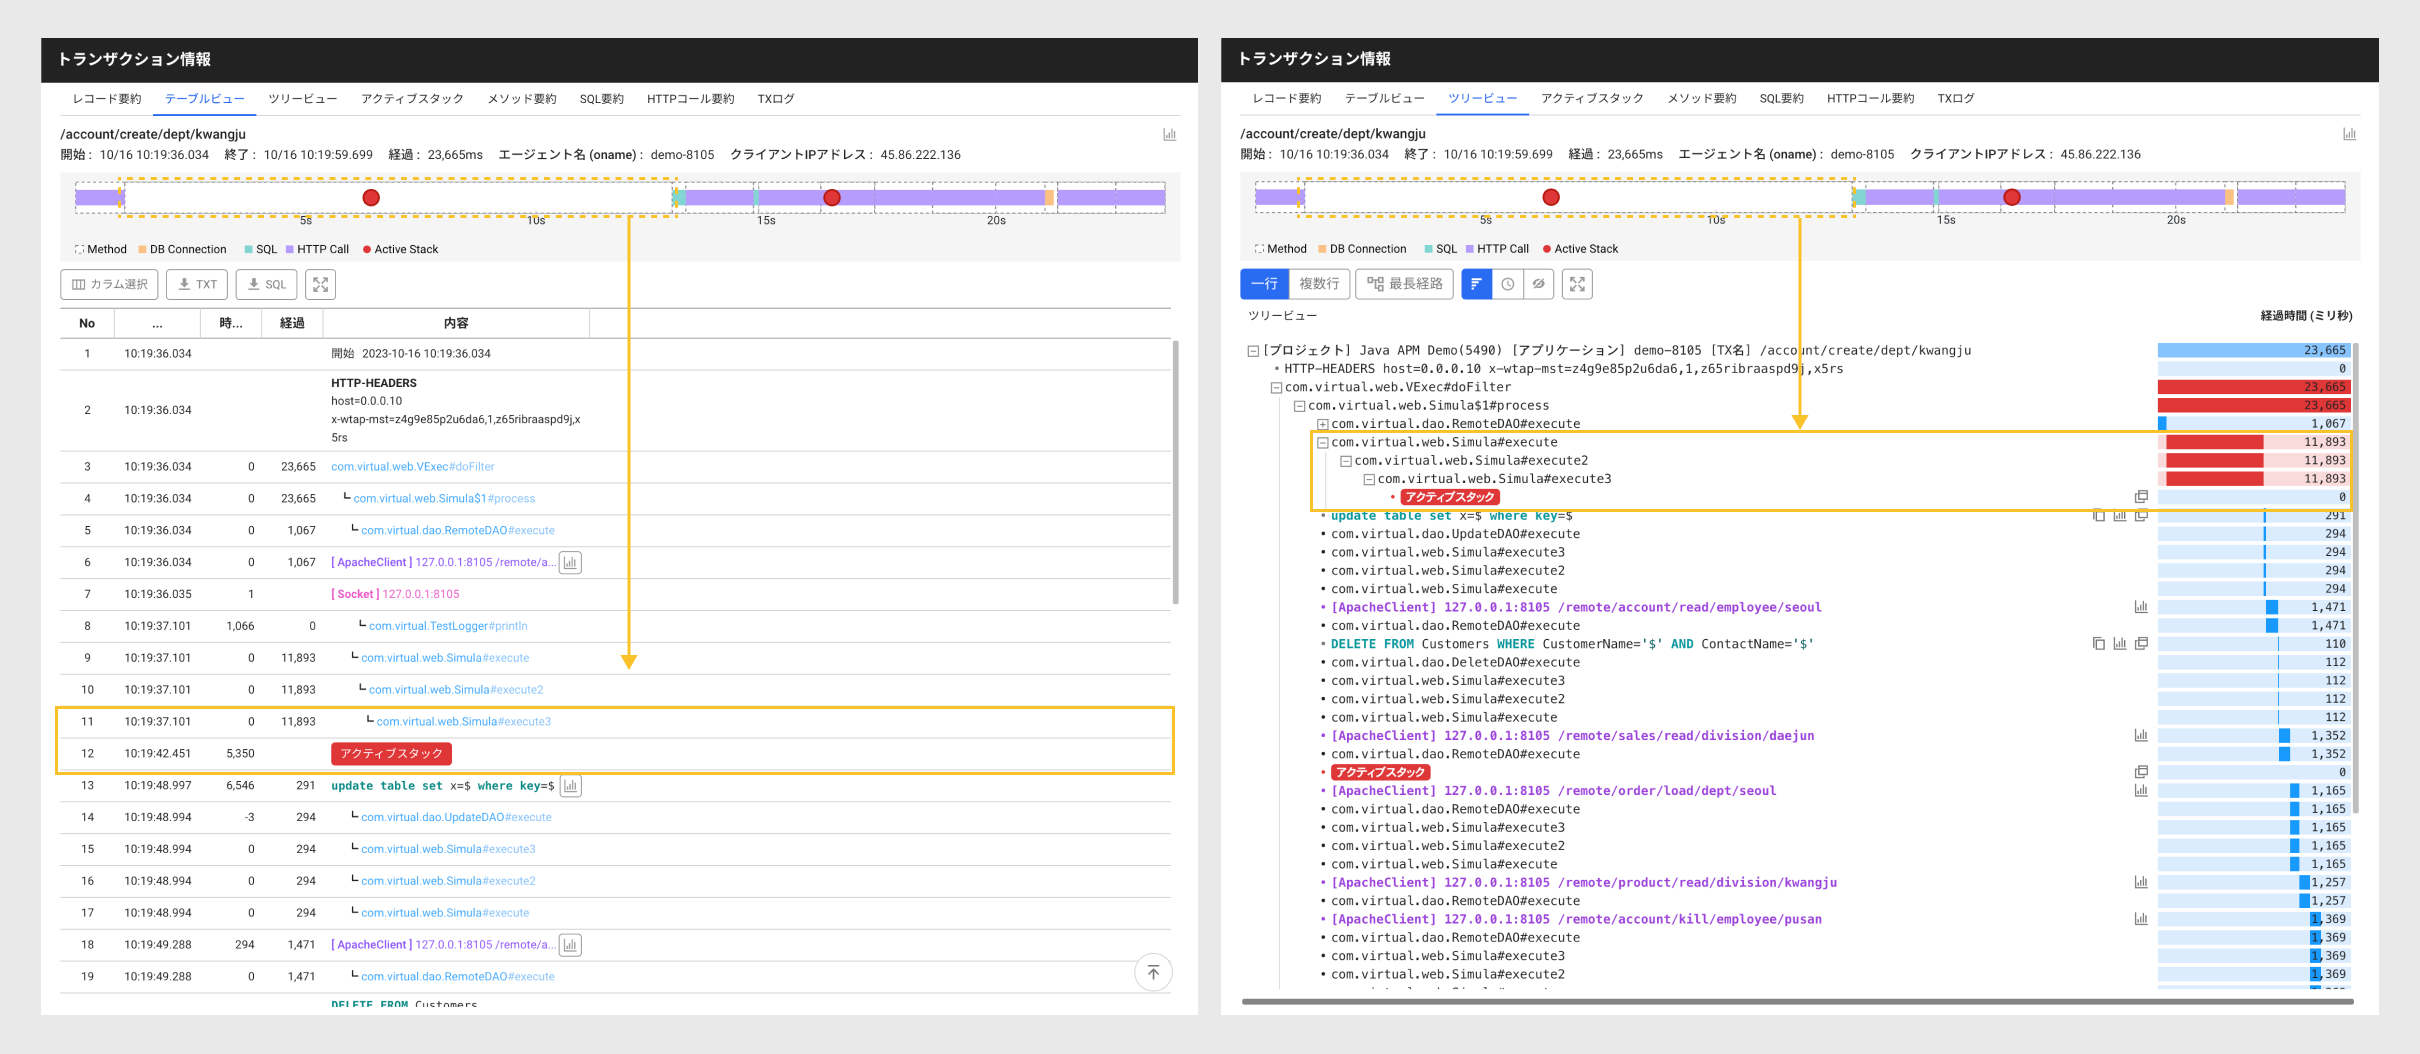 トランザクション情報
レコード要約 テーブルビュー ツリービュー アクティブスタック メソッド要約 SQL要約 HTTPコール要約 TXログ
/account/create/dept/kwangju
開始 : 10/16 10:19:36.034 終了 : 10/16 10:19:59.699 経過 : 23,665ms エージェント名 (oname) : demo-8105 クライアントIPアドレス : 45.86.222.136
5s 10s 15s 20s
Method DB Connection SQL HTTP Call Active Stack
カラム選択 TXT SQL
No ... 時... 経過 内容
1 10:19:36.034 開始 2023-10-16 10:19:36.034
2 10:19:36.034 HTTP-HEADERS
host=0.0.0.10
x-wtap-mst=z4g9e85p2u6da6,1,z65ribraaspd9j,x
5rs
3 10:19:36.034 0 23,665 com.virtual.web.VExec#doFilter
4 10:19:36.034 0 23,665 com.virtual.web.Simula$1#process
5 10:19:36.034 0 1,067 com.virtual.dao.RemoteDAO#execute
6 10:19:36.034 0 1,067 [ ApacheClient ] 127.0.0.1:8105 /remote/a...
7 10:19:36.035 1 [ Socket ] 127.0.0.1:8105
8 10:19:37.101 1,066 0 com.virtual.TestLogger#println
9 10:19:37.101 0 11,893 com.virtual.web.Simula#execute
10 10:19:37.101 0 11,893 com.virtual.web.Simula#execute2
11 10:19:37.101 0 11,893 com.virtual.web.Simula#execute3
12 10:19:42.451 5,350 アクティブスタック
13 10:19:48.997 6,546 291 update table set x=$ where key=$
14 10:19:48.994 -3 294 com.virtual.dao.UpdateDAO#execute
15 10:19:48.994 0 294 com.virtual.web.Simula#execute3
16 10:19:48.994 0 294 com.virtual.web.Simula#execute2
17 10:19:48.994 0 294 com.virtual.web.Simula#execute
18 10:19:49.288 294 1,471 [ ApacheClient ] 127.0.0.1:8105 /remote/a...
19 10:19:49.288 0 1,471 com.virtual.dao.RemoteDAO#execute
DELETE FROM Customers
トランザクション情報
レコード要約 テーブルビュー ツリービュー アクティブスタック メソッド要約 SQL要約 HTTPコール要約 TXログ
/account/create/dept/kwangju
開始 : 10/16 10:19:36.034 終了 : 10/16 10:19:59.699 経過 : 23,665ms エージェント名 (oname) : demo-8105 クライアントIPアドレス : 45.86.222.136
5s 10s 15s 20s
Method DB Connection SQL HTTP Call Active Stack
一行 複数行 最長経路
ツリービュー 経過時間 (ミリ秒)
[プロジェクト] Java APM Demo(5490) [アプリケーション] demo-8105 [TX名] /account/create/dept/kwangju 23,665
HTTP-HEADERS host=0.0.0.10 x-wtap-mst=z4g9e85p2u6da6,1,z65ribraaspd9j,x5rs 0
com.virtual.web.VExec#doFilter 23,665
com.virtual.web.Simula$1#process 23,665
com.virtual.dao.RemoteDAO#execute 1,067
com.virtual.web.Simula#execute 11,893
com.virtual.web.Simula#execute2 11,893
com.virtual.web.Simula#execute3 11,893
アクティブスタック 0
update table set x=$ where key=$ 291
com.virtual.dao.UpdateDAO#execute 294
com.virtual.web.Simula#execute3 294
com.virtual.web.Simula#execute2 294
com.virtual.web.Simula#execute 294
[ApacheClient] 127.0.0.1:8105 /remote/account/read/employee/seoul 1,471
com.virtual.dao.RemoteDAO#execute 1,471
DELETE FROM Customers WHERE CustomerName='$' AND ContactName='$' 110
com.virtual.dao.DeleteDAO#execute 112
com.virtual.web.Simula#execute3 112
com.virtual.web.Simula#execute2 112
com.virtual.web.Simula#execute 112
[ApacheClient] 127.0.0.1:8105 /remote/sales/read/division/daejun 1,352
com.virtual.dao.RemoteDAO#execute 1,352
アクティブスタック 0
[ApacheClient] 127.0.0.1:8105 /remote/order/load/dept/seoul 1,165
com.virtual.dao.RemoteDAO#execute 1,165
com.virtual.web.Simula#execute3 1,165
com.virtual.web.Simula#execute2 1,165
com.virtual.web.Simula#execute 1,165
[ApacheClient] 127.0.0.1:8105 /remote/product/read/division/kwangju 1,257
com.virtual.dao.RemoteDAO#execute 1,257
[ApacheClient] 127.0.0.1:8105 /remote/account/kill/employee/pusan 1,369
com.virtual.dao.RemoteDAO#execute 1,369
com.virtual.web.Simula#execute3 1,369
com.virtual.web.Simula#execute2 1,369